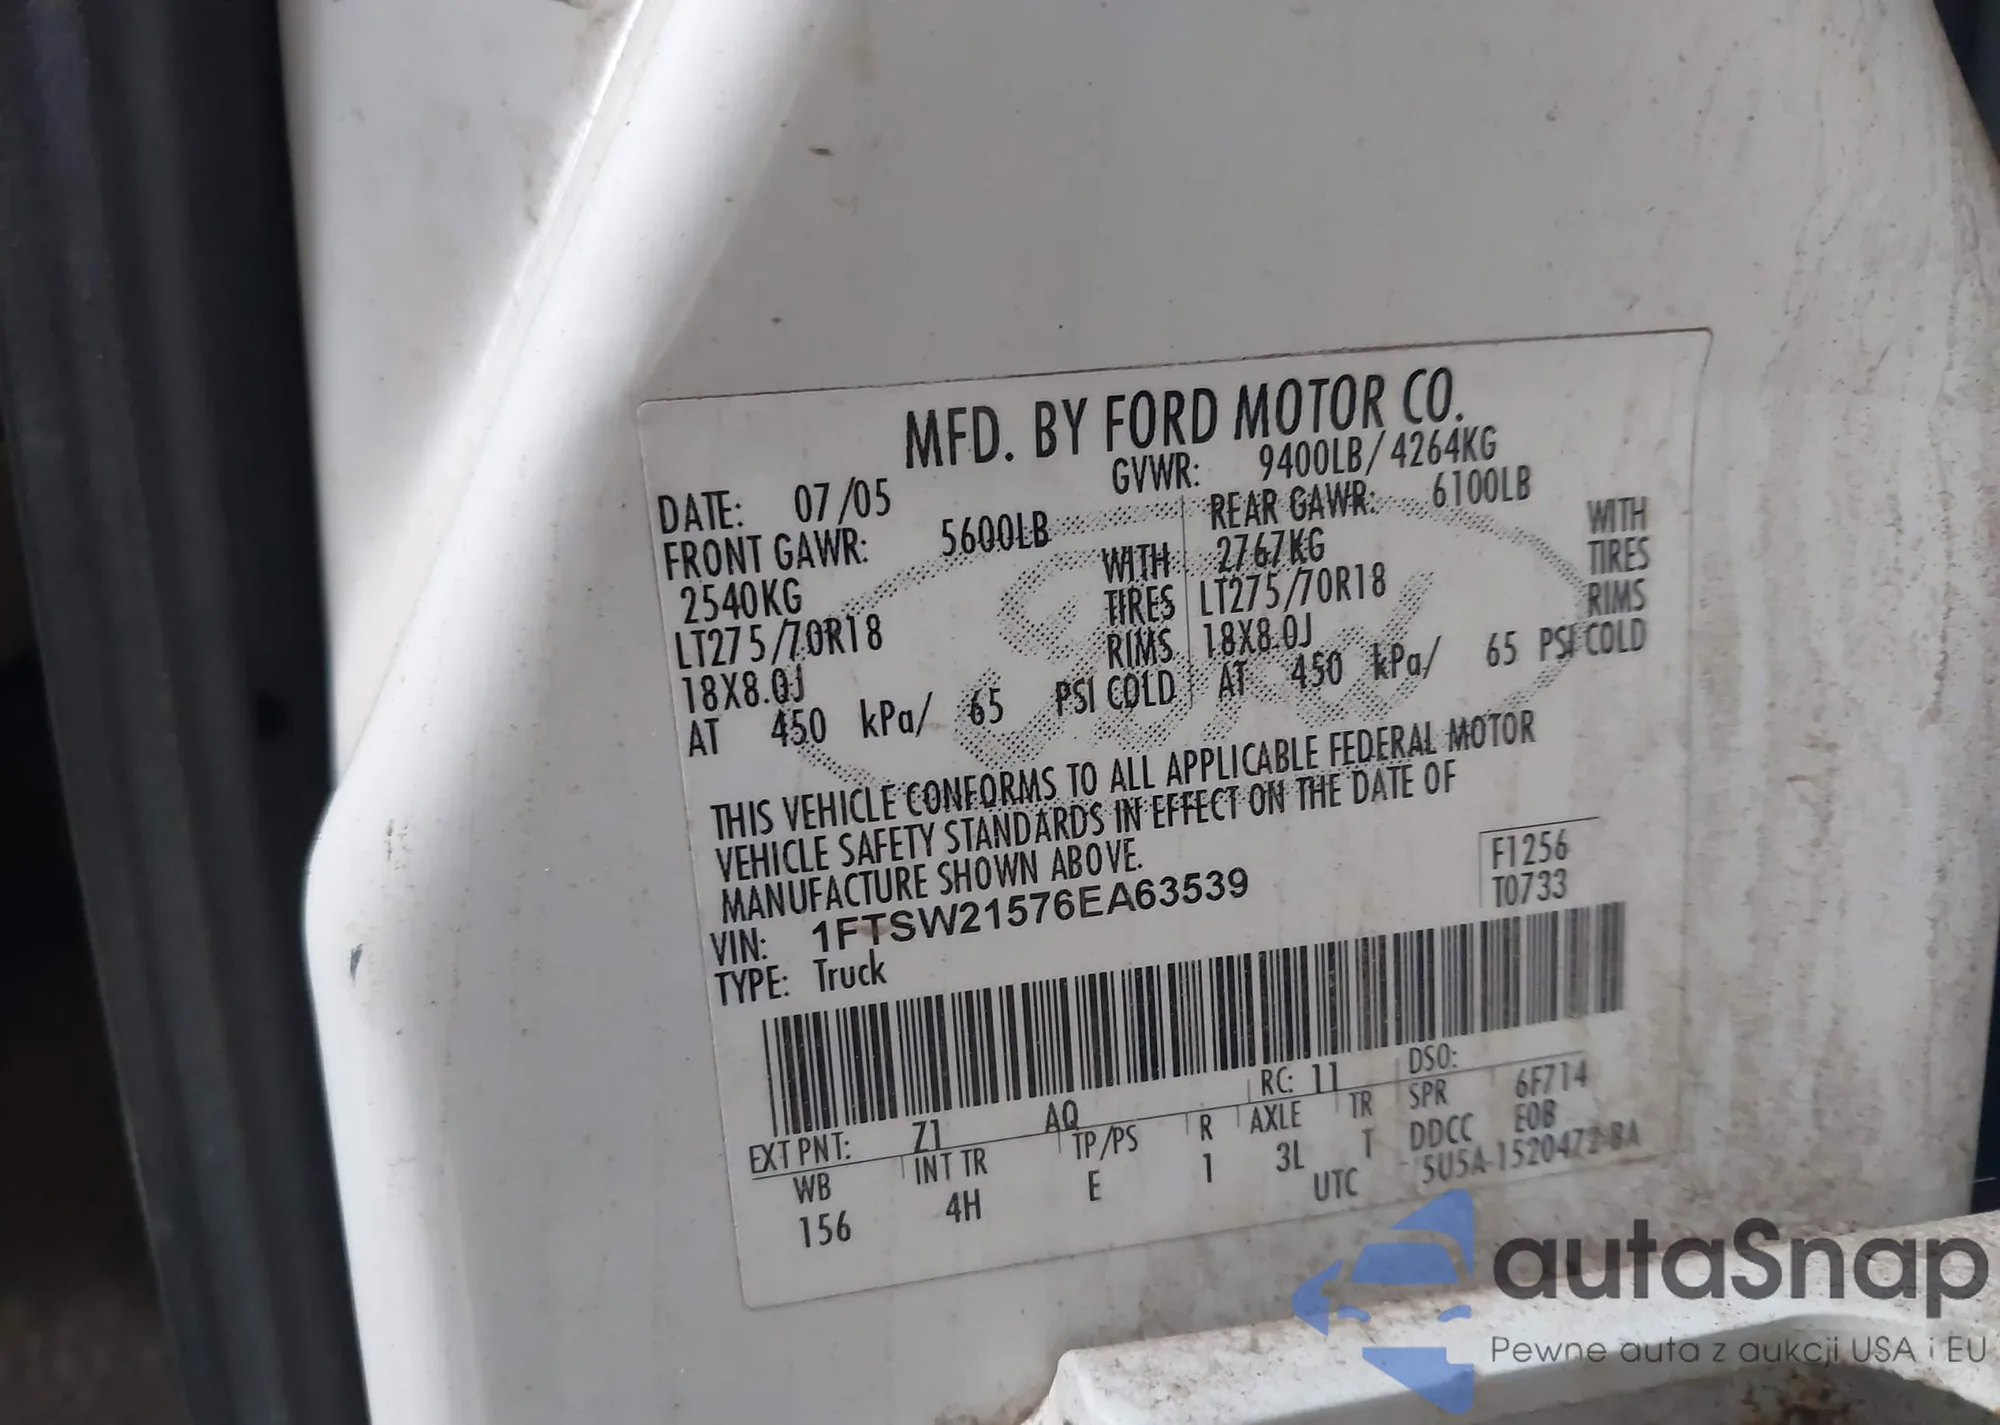 MFD. BY FORD MOTOR CO.
DATE: 07/05 GVWR: 9400LB/4264KG
FRONT GAWR: 5600LB REAR GAWR: 6100LB
2540KG WITH 2767KG WITH
LT275/70R18 TIRES LT275/70R18 TIRES
18X8.0J RIMS 18X8.0J RIMS
AT 450 kPa/ 65 PSI COLD AT 450 kPa/ 65 PSI COLD
THIS VEHICLE CONFORMS TO ALL APPLICABLE FEDERAL MOTOR
VEHICLE SAFETY STANDARDS IN EFFECT ON THE DATE OF
MANUFACTURE SHOWN ABOVE.
F1256
VIN: 1FTSW21576EA63539 T0733
TYPE: Truck
EXT PNT: Z1 AQ RC: 11 DSO:
WB INT TR TP/PS R AXLE TR SPR 6F714
156 4H E 1 3L T DDCC E0B
UTC 5U5A-1520472-BA
autaSnap
Pewne auta z aukcji USA i EU